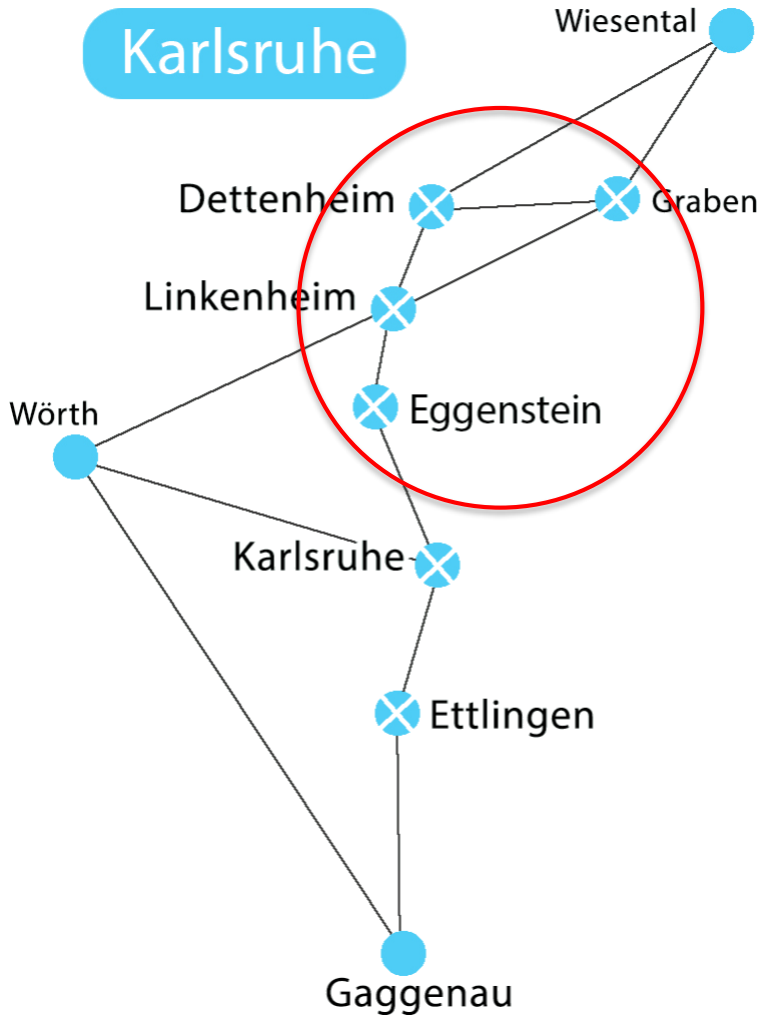 Karlsruhe
Wiesental
Dettenheim
Graben
Linkenheim
Wörth
Eggenstein
Karlsruhe
Ettlingen
Gaggenau